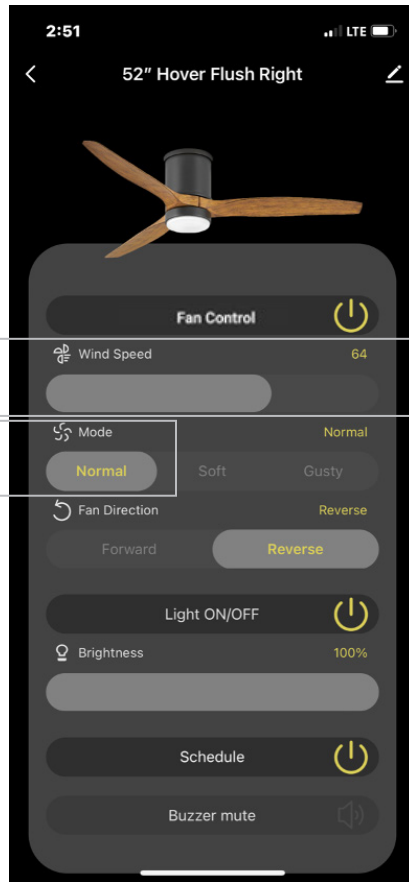 2:51 LTE
52" Hover Flush Right
Fan Control
Wind Speed 64
Mode Normal
Normal Soft Gusty
Fan Direction Reverse
Forward Reverse
Light ON/OFF
Brightness 100%
Schedule
Buzzer mute